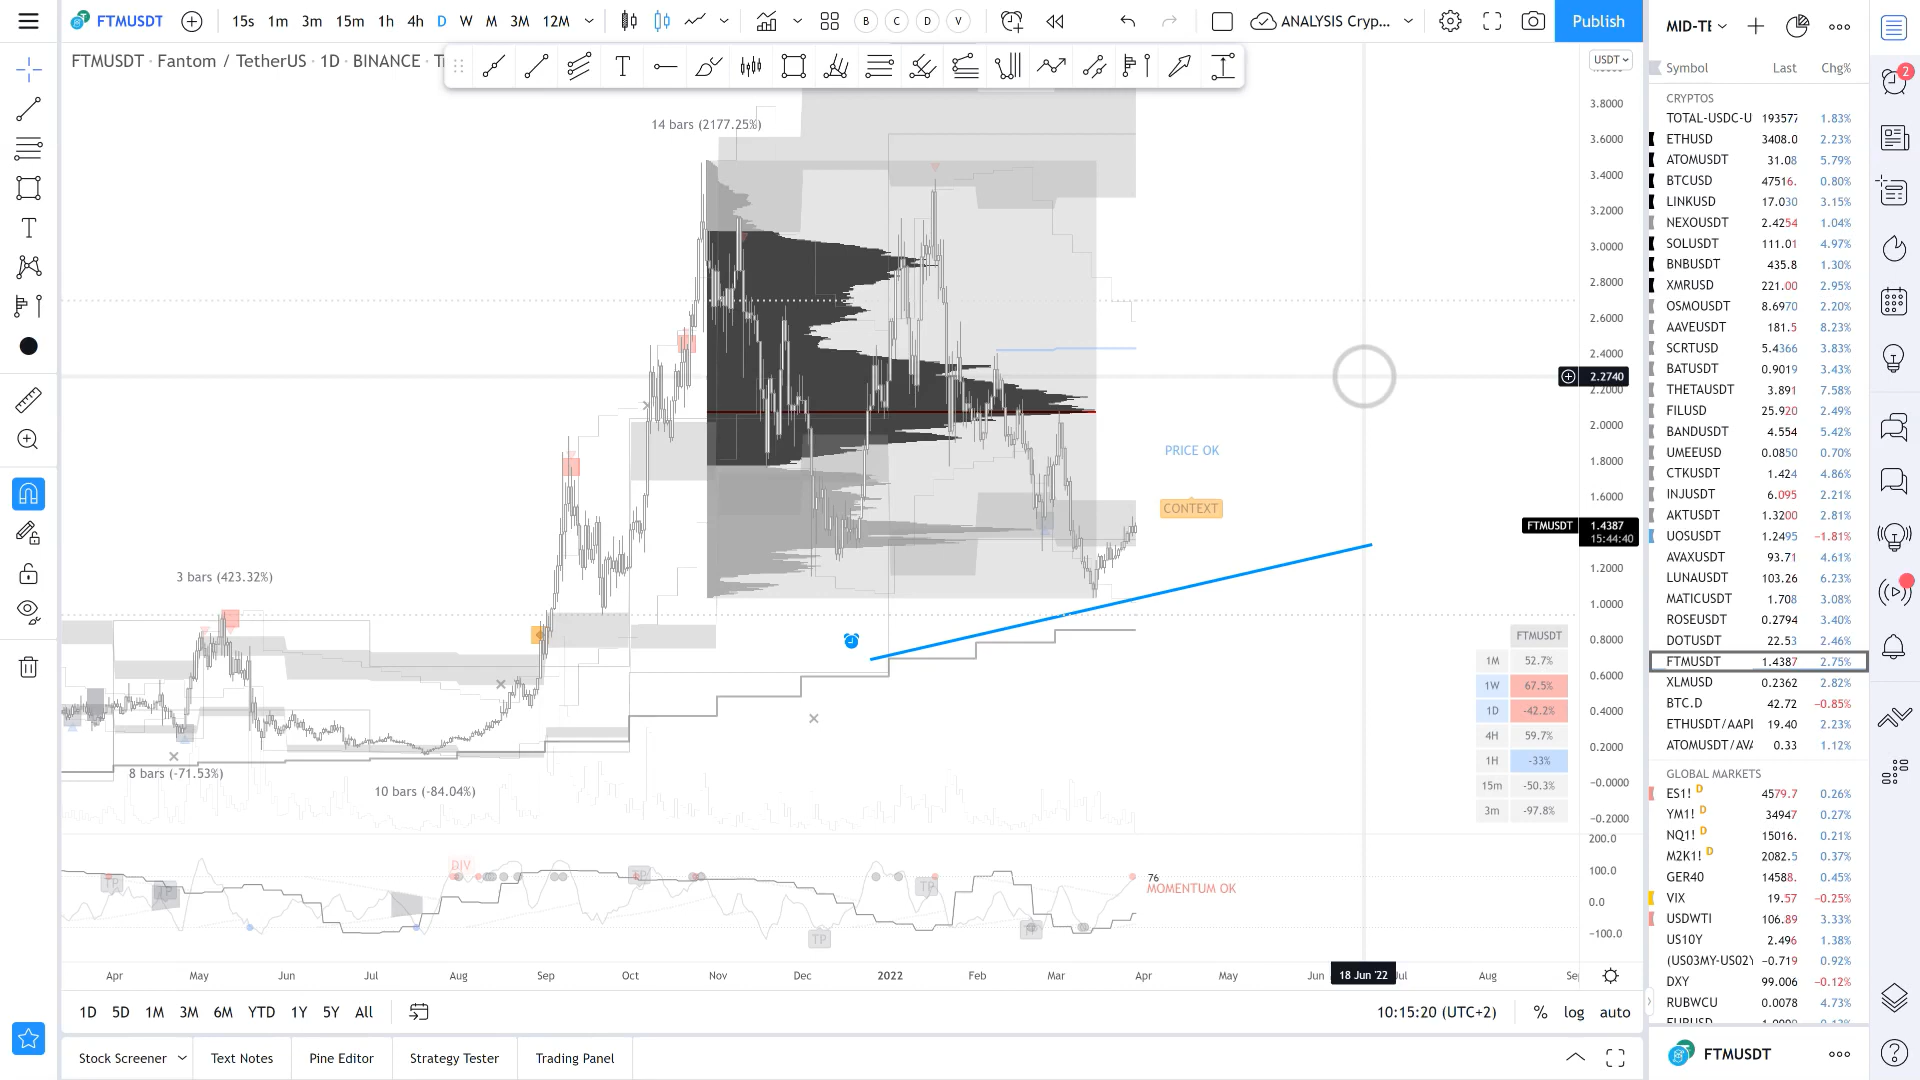 FTMUSDT
15s 1m 3m 15m 1h 4h D W M 3M 12M
B C D V
ANALYSIS Cryp...
Publish
FTMUSDT · Fantom / TetherUS · 1D · BINANCE
USDT
14 bars (2177.25%)
3 bars (423.32%)
8 bars (-71.53%)
10 bars (-84.04%)
PRICE OK
CONTEXT
3.8000
3.6000
3.4000
3.2000
3.0000
2.8000
2.6000
2.4000
2.2740
2.2000
2.0000
1.8000
1.6000
FTMUSDT 1.4387
15:44:40
1.2000
1.0000
0.8000
0.6000
0.4000
0.2000
−0.0000
−0.2000
200.0
100.0
0.0
−100.0
FTMUSDT
1M 52.7%
1W 67.5%
1D -42.2%
4H 59.7%
1H -33%
15m -50.3%
3m -97.8%
DIV
TP
TP
TP
TP
76
MOMENTUM OK
Apr May Jun Jul Aug Sep Oct Nov Dec 2022 Feb Mar Apr May Jun 18 Jun '22 Jul Aug
1D 5D 1M 3M 6M YTD 1Y 5Y All
10:15:20 (UTC+2) % log auto
Stock Screener Text Notes Pine Editor Strategy Tester Trading Panel
2
Symbol Last Chg%
CRYPTOS
TOTAL-USDC-U 193577 1.83%
ETHUSD 3408.0 2.23%
ATOMUSDT 31.08 5.79%
BTCUSD 47516. 0.80%
LINKUSD 17.030 3.15%
NEXOUSDT 2.4254 1.04%
SOLUSDT 111.01 4.97%
BNBUSDT 435.8 1.30%
XMRUSD 221.00 2.95%
OSMOUSDT 8.6970 2.20%
AAVEUSDT 181.5 8.23%
SCRTUSD 5.4366 3.83%
BATUSDT 0.9019 3.43%
THETAUSDT 3.891 7.58%
FILUSD 25.920 2.49%
BANDUSDT 4.554 5.42%
UMEEUSD 0.0850 0.70%
CTKUSDT 1.424 4.86%
INJUSDT 6.095 2.21%
AKTUSDT 1.3200 2.81%
UOSUSDT 1.2495 −1.81%
AVAXUSDT 93.71 4.61%
LUNAUSDT 103.26 6.23%
MATICUSDT 1.708 3.08%
ROSEUSDT 0.2794 3.40%
DOTUSDT 22.53 2.46%
FTMUSDT 1.4387 2.75%
XLMUSD 0.2362 2.82%
BTC.D 42.72 −0.85%
ETHUSDT/AAPL 19.40 2.23%
ATOMUSDT/AVA 0.33 1.12%
GLOBAL MARKETS
ES1! D 4579.7 0.26%
YM1! D 34947 0.27%
NQ1! D 15016. 0.21%
M2K1! D 2082.5 0.37%
GER40 14588. 0.45%
VIX 19.57 −0.25%
USDWTI 106.89 3.33%
US10Y 2.496 1.38%
(US03MY-US02Y −0.719 0.92%
DXY 99.006 −0.12%
RUBWCU 0.0078 4.73%
FTMUSDT